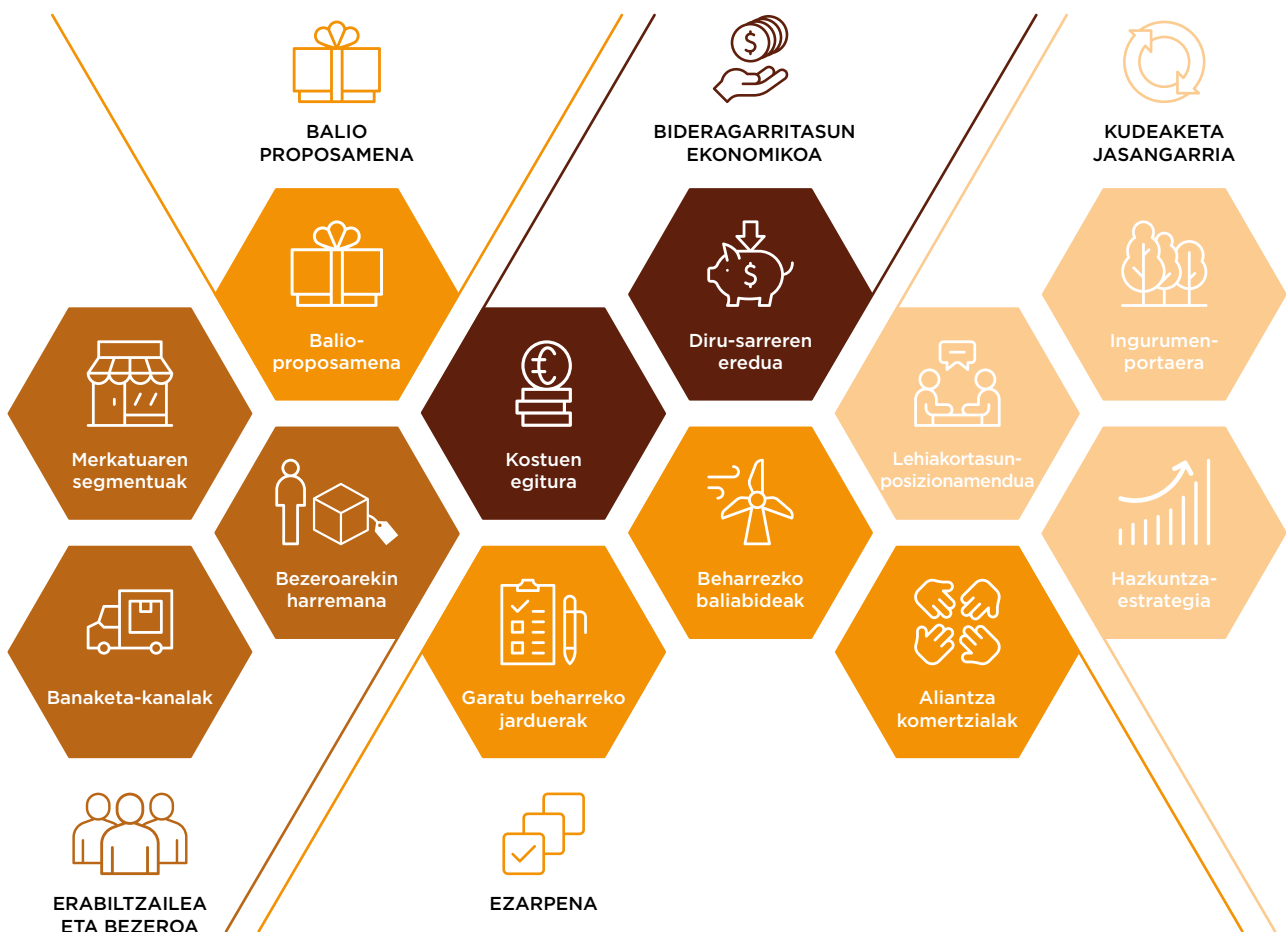 BALIO
PROPOSAMENA
BIDERAGARRITASUN
EKONOMIKOA
KUDEAKETA
JASANGARRIA
Balio-
proposamena
Diru-sarreren
eredua
Ingurumen-
portaera
Merkatuaren
segmentuak
Kostuen
egitura
Lehiakortasun-
posizionamendua
Bezeroarekin
harremana
Beharrezko
baliabideak
Hazkuntza-
estrategia
Banaketa-kanalak
Garatu beharreko
jarduerak
Aliantza
komertzialak
ERABILTZAILEA
ETA BEZEROA
EZARPENA